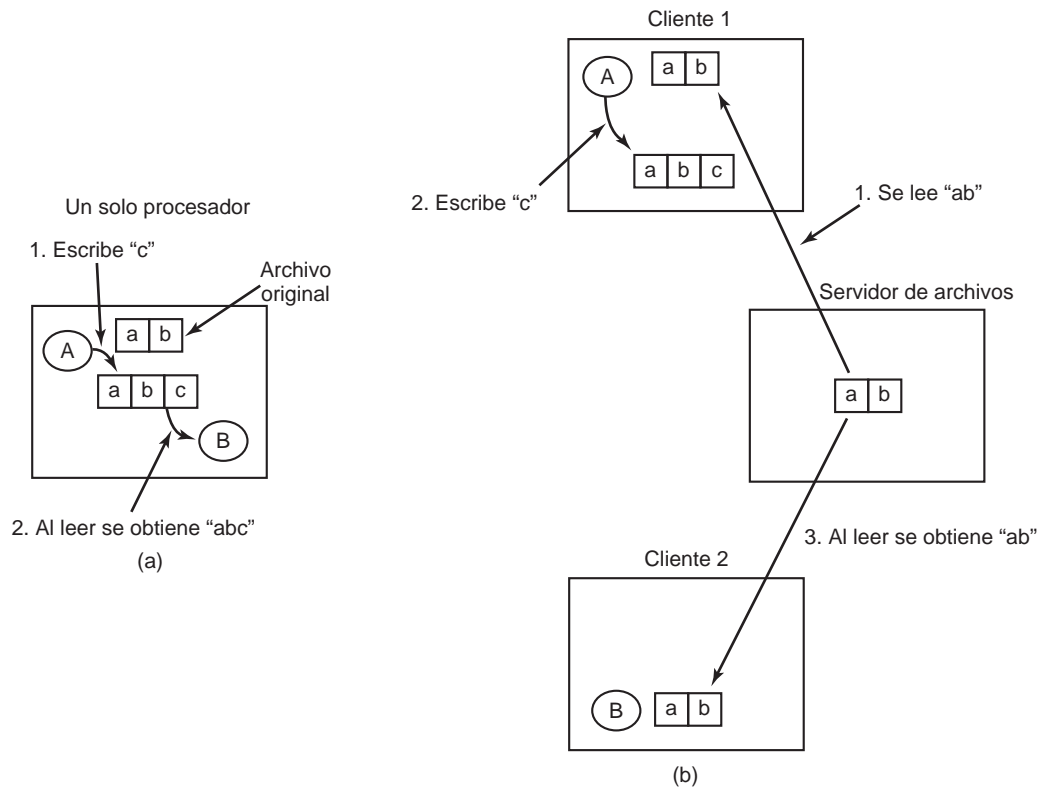 Un solo procesador
1. Escribe “c”
Archivo
original
a b
A
a b c
B
2. Al leer se obtiene “abc”
(a)
Cliente 1
A
a b
a b c
2. Escribe “c”
1. Se lee “ab”
Servidor de archivos
a b
3. Al leer se obtiene “ab”
Cliente 2
B
a b
(b)